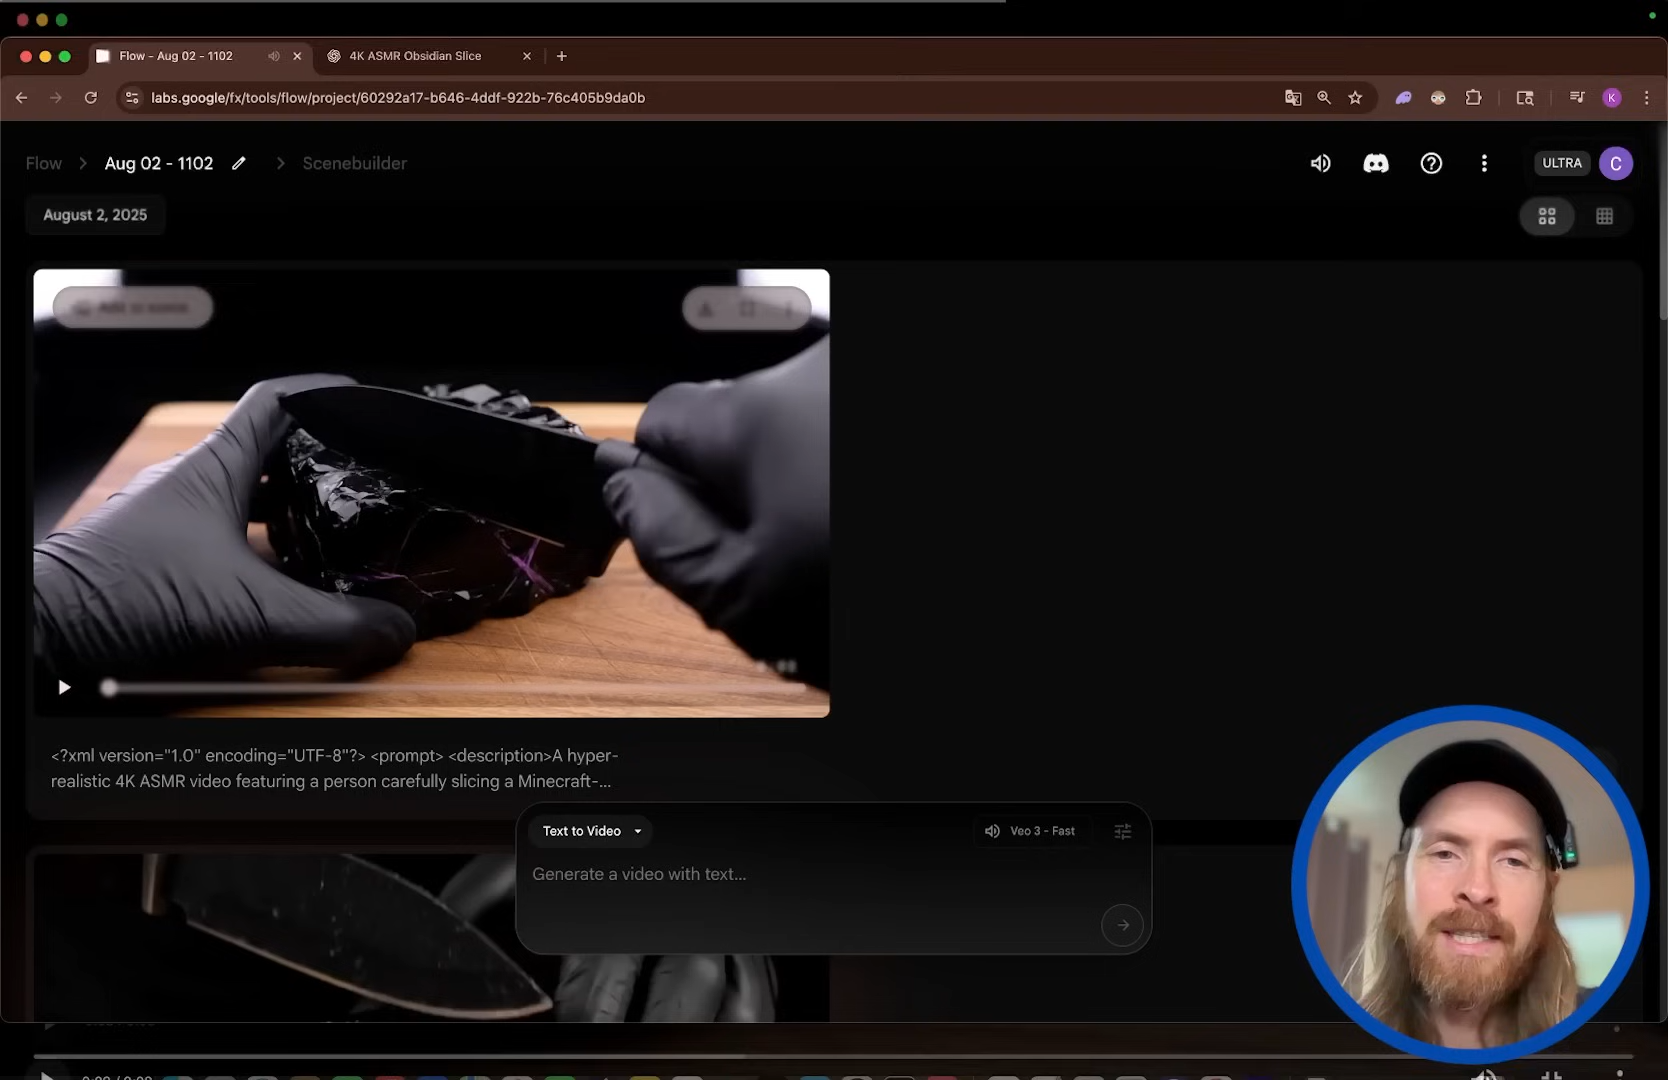 Flow - Aug 02 - 1102
4K ASMR Obsidian Slice
labs.google/fx/tools/flow/project/60292a17-b646-4ddf-922b-76c405b9da0b
K
Flow
Aug 02 - 1102
Scenebuilder
ULTRA
C
August 2, 2025
<?xml version="1.0" encoding="UTF-8"?> <prompt> <description>A hyper-
realistic 4K ASMR video featuring a person carefully slicing a Minecraft-...
Text to Video
Veo 3 - Fast
Generate a video with text...